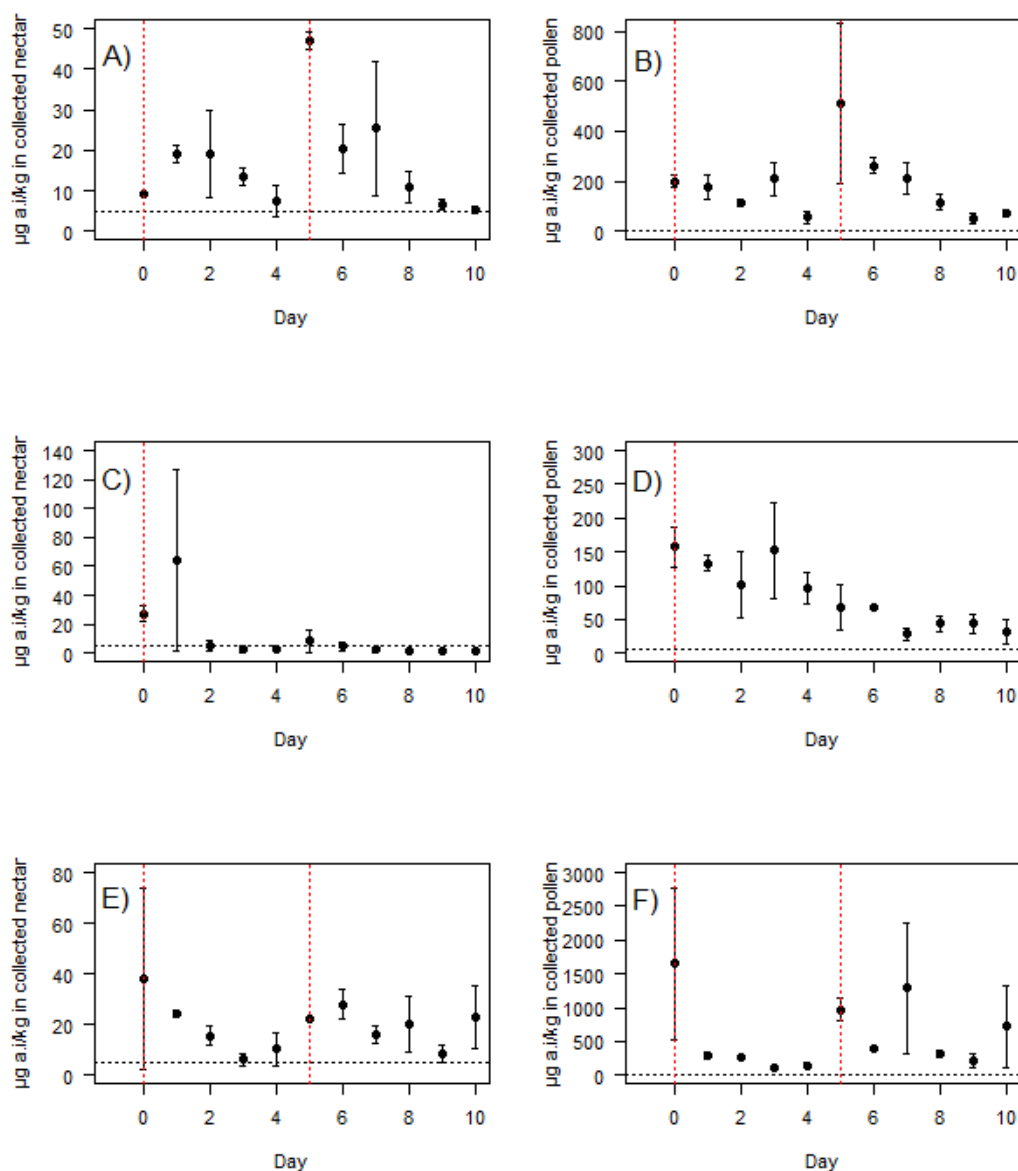 A)
µg a.i/kg in collected nectar
50
40
30
20
10
0
0 2 4 6 8 10
Day
B)
µg a.i/kg in collected pollen
800
600
400
200
0
0 2 4 6 8 10
Day
C)
µg a.i/kg in collected nectar
140
120
100
80
60
40
20
0
0 2 4 6 8 10
Day
D)
µg a.i/kg in collected pollen
300
250
200
150
100
50
0
0 2 4 6 8 10
Day
E)
µg a.i/kg in collected nectar
80
60
40
20
0
0 2 4 6 8 10
Day
F)
µg a.i/kg in collected pollen
3000
2500
2000
1500
1000
500
0
0 2 4 6 8 10
Day